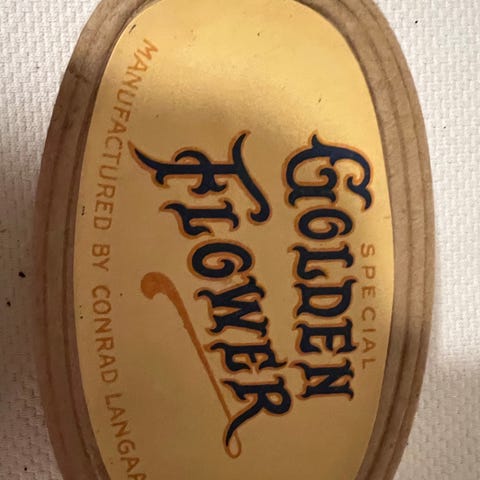 SPECIAL
GOLDEN
FLOWER
MANUFACTURED BY CONRAD